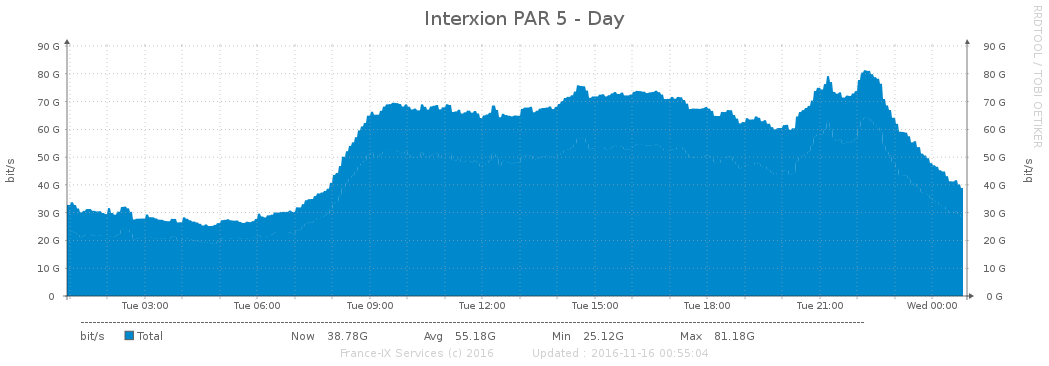 Interxion PAR 5 - Day
RRDTOOL / TOBI OETIKER
90 G 90 G
80 G 80 G
70 G 70 G
60 G 60 G
50 G 50 G
40 G 40 G
30 G 30 G
20 G 20 G
10 G 10 G
0 0 G
bit/s
bit/s
Tue 03:00 Tue 06:00 Tue 09:00 Tue 12:00 Tue 15:00 Tue 18:00 Tue 21:00 Wed 00:00
bit/s Total Now 38.78G Avg 55.18G Min 25.12G Max 81.18G
France-IX Services (c) 2016 Updated : 2016-11-16 00:55:04